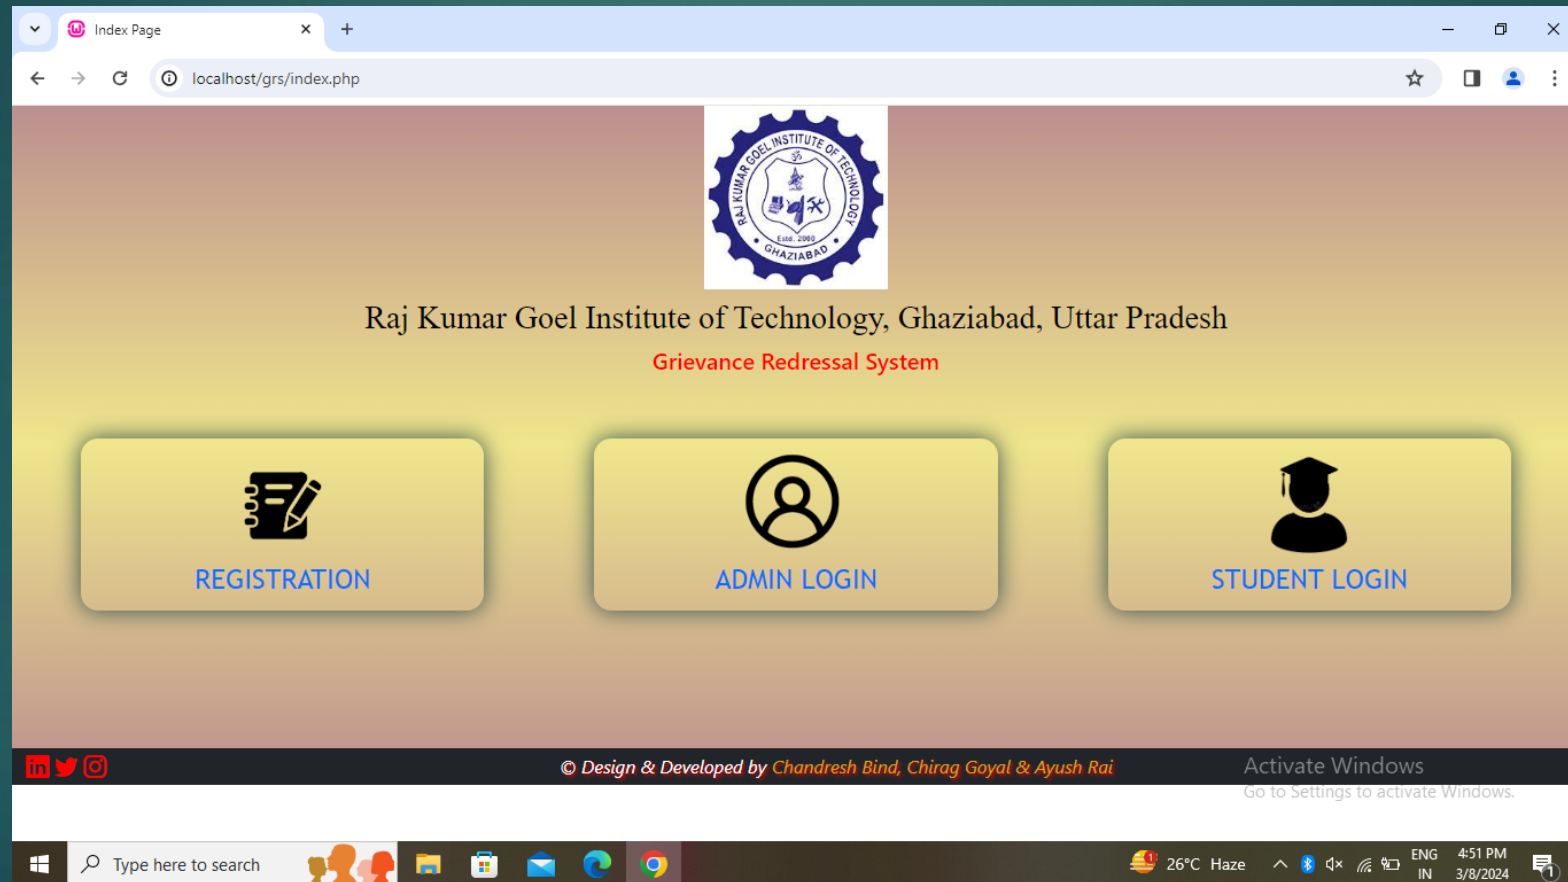 Index Page
localhost/grs/index.php
RAJ KUMAR GOEL INSTITUTE OF TECHNOLOGY
ॐ
Estd. 2000
GHAZIABAD
Raj Kumar Goel Institute of Technology, Ghaziabad, Uttar Pradesh
Grievance Redressal System
REGISTRATION
ADMIN LOGIN
STUDENT LOGIN
in
© Design & Developed by Chandresh Bind, Chirag Goyal & Ayush Rai
Activate Windows
Go to Settings to activate Windows.
Type here to search
1
26°C Haze
ENG
IN
4:51 PM
3/8/2024
1